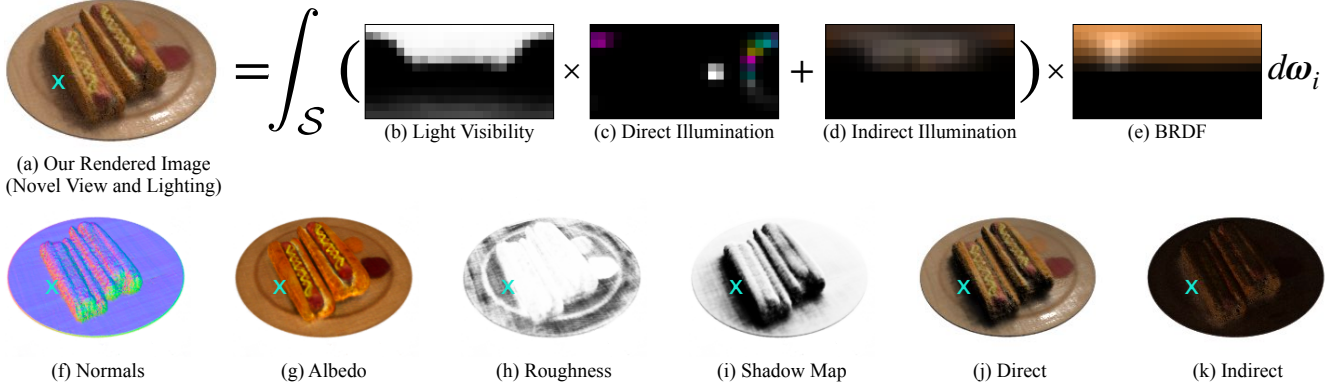 x
= ∫S ( × + ) × dωi
(b) Light Visibility
(c) Direct Illumination
(d) Indirect Illumination
(e) BRDF
(a) Our Rendered Image
(Novel View and Lighting)
x
x
x
x
x
x
(f) Normals
(g) Albedo
(h) Roughness
(i) Shadow Map
(j) Direct
(k) Indirect